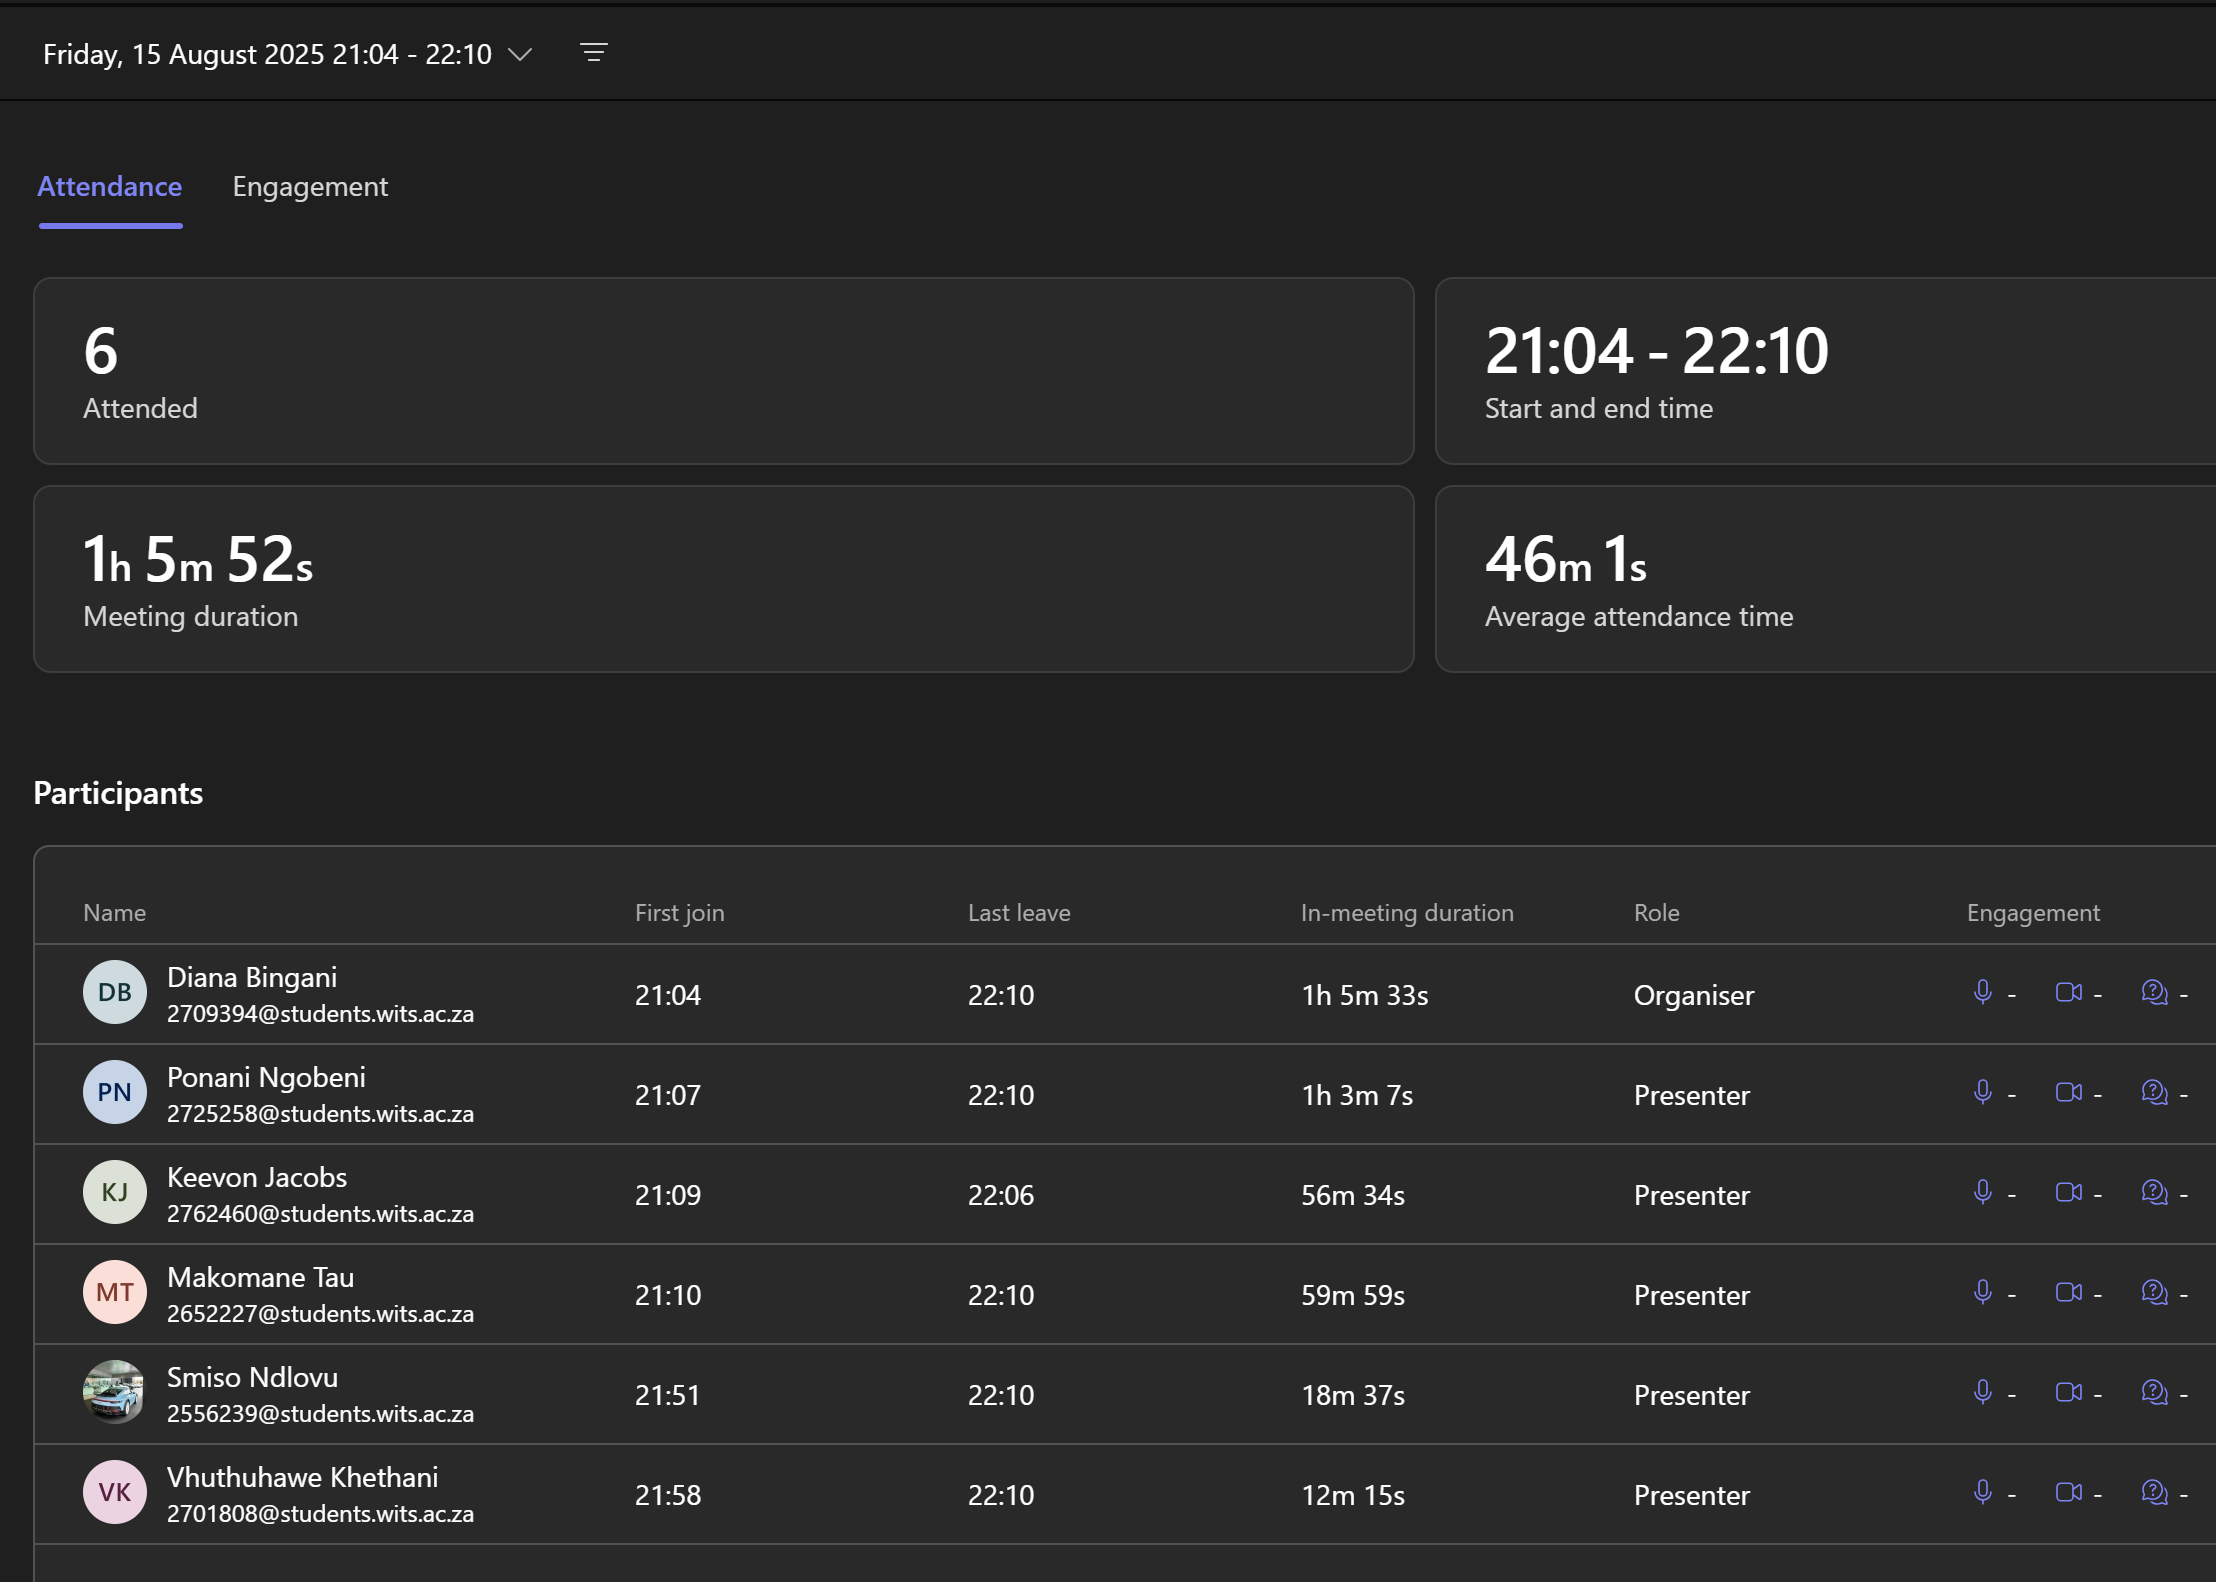 Friday, 15 August 2025 21:04 - 22:10
Attendance Engagement
6
Attended
21:04 - 22:10
Start and end time
1h 5m 52s
Meeting duration
46m 1s
Average attendance time
Participants
Name First join Last leave In-meeting duration Role Engagement
DB Diana Bingani
2709394@students.wits.ac.za
21:04 22:10 1h 5m 33s Organiser - - -
PN Ponani Ngobeni
2725258@students.wits.ac.za
21:07 22:10 1h 3m 7s Presenter - - -
KJ Keevon Jacobs
2762460@students.wits.ac.za
21:09 22:06 56m 34s Presenter - - -
MT Makomane Tau
2652227@students.wits.ac.za
21:10 22:10 59m 59s Presenter - - -
Smiso Ndlovu
2556239@students.wits.ac.za
21:51 22:10 18m 37s Presenter - - -
VK Vhuthuhawe Khethani
2701808@students.wits.ac.za
21:58 22:10 12m 15s Presenter - - -